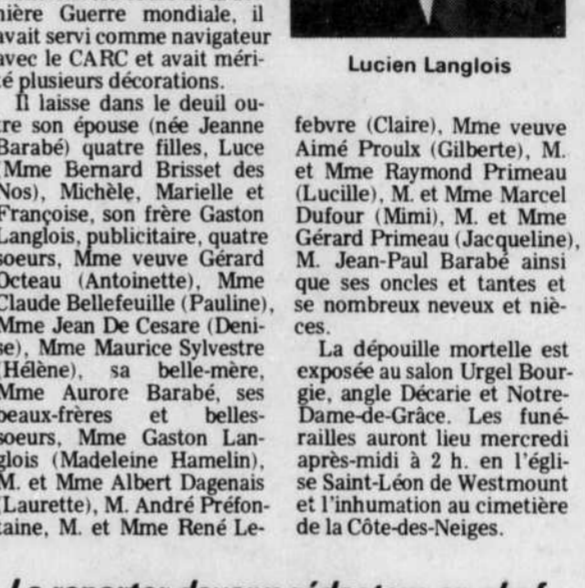 nière Guerre mondiale, il
avait servi comme navigateur
avec le CARC et avait méri-
té plusieurs décorations.
Il laisse dans le deuil ou-
tre son épouse (née Jeanne
Barabé) quatre filles, Luce
(Mme Bernard Brisset des
Nos), Michèle, Marielle et
Françoise, son frère Gaston
Langlois, publicitaire, quatre
soeurs, Mme veuve Gérard
Octeau (Antoinette), Mme
Claude Bellefeuille (Pauline),
Mme Jean De Cesare (Deni-
se), Mme Maurice Sylvestre
(Hélène), sa belle-mère,
Mme Aurore Barabé, ses
beaux-frères et belles-
soeurs, Mme Gaston Lan-
glois (Madeleine Hamelin),
M. et Mme Albert Dagenais
(Laurette), M. André Préfon-
taine, M. et Mme René Le-
Lucien Langlois
febvre (Claire), Mme veuve
Aimé Proulx (Gilberte), M.
et Mme Raymond Primeau
(Lucille), M. et Mme Marcel
Dufour (Mimi), M. et Mme
Gérard Primeau (Jacqueline),
M. Jean-Paul Barabé ainsi
que ses oncles et tantes et
se nombreux neveux et niè-
ces.
La dépouille mortelle est
exposée au salon Urgel Bour-
gie, angle Décarie et Notre-
Dame-de-Grâce. Les funé-
railles auront lieu mercredi
après-midi à 2 h. en l'égli-
se Saint-Léon de Westmount
et l'inhumation au cimetière
de la Côte-des-Neiges.